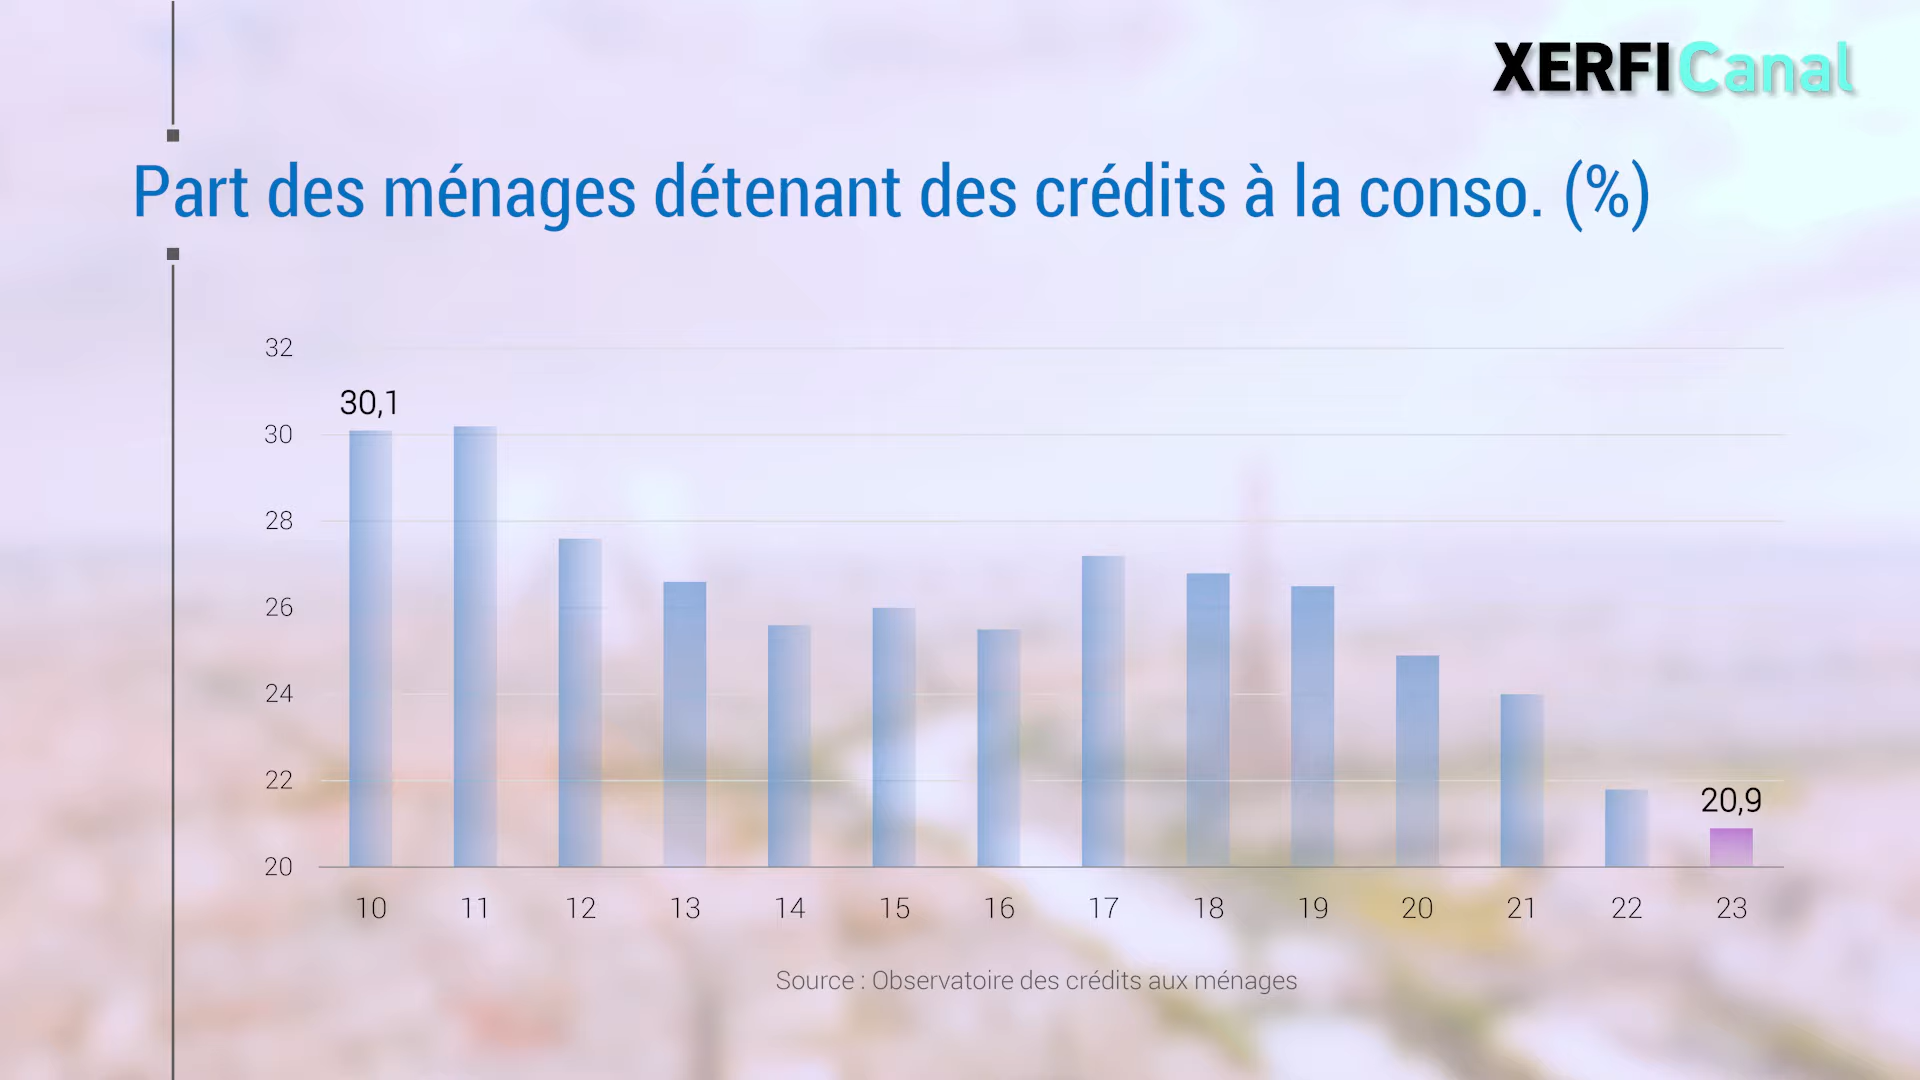 XERFI Canal
Part des ménages détenant des crédits à la conso. (%)
32
30,1
30
28
26
24
22
20,9
20
10 11 12 13 14 15 16 17 18 19 20 21 22 23
Source : Observatoire des crédits aux ménages